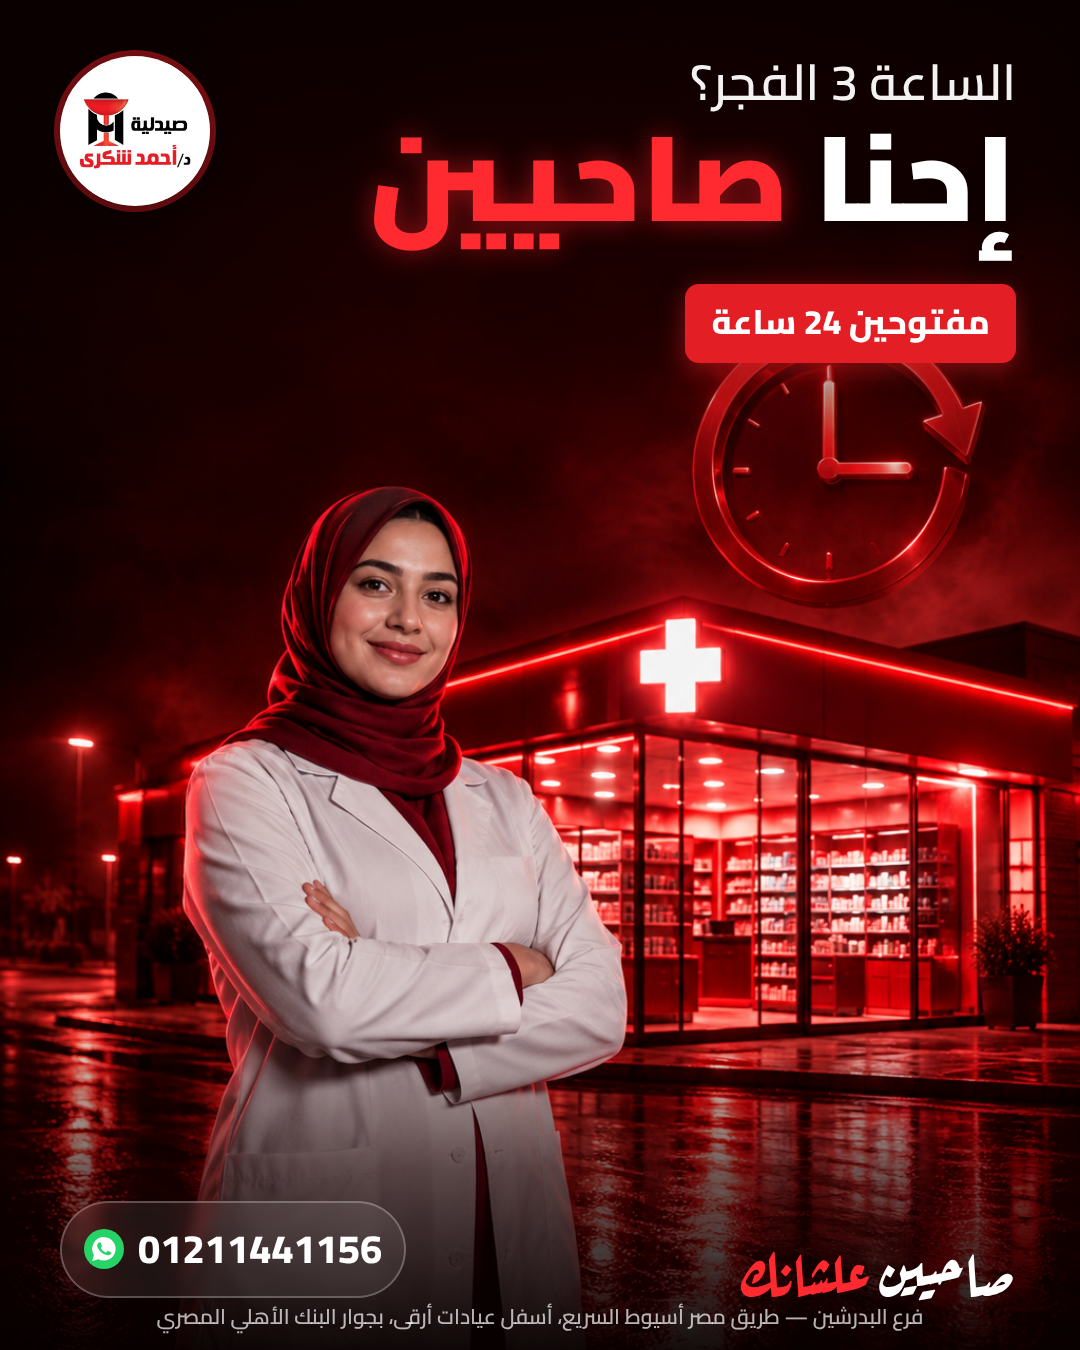 الساعة 3 الفجر؟
إحنا صاحيين
مفتوحين 24 ساعة
صيدلية
د/أحمد شكرى
01211441156
صاحيين علشانك
فرع البدرشين — طريق مصر أسيوط السريع، أسفل عيادات أرقى، بجوار البنك الأهلي المصري